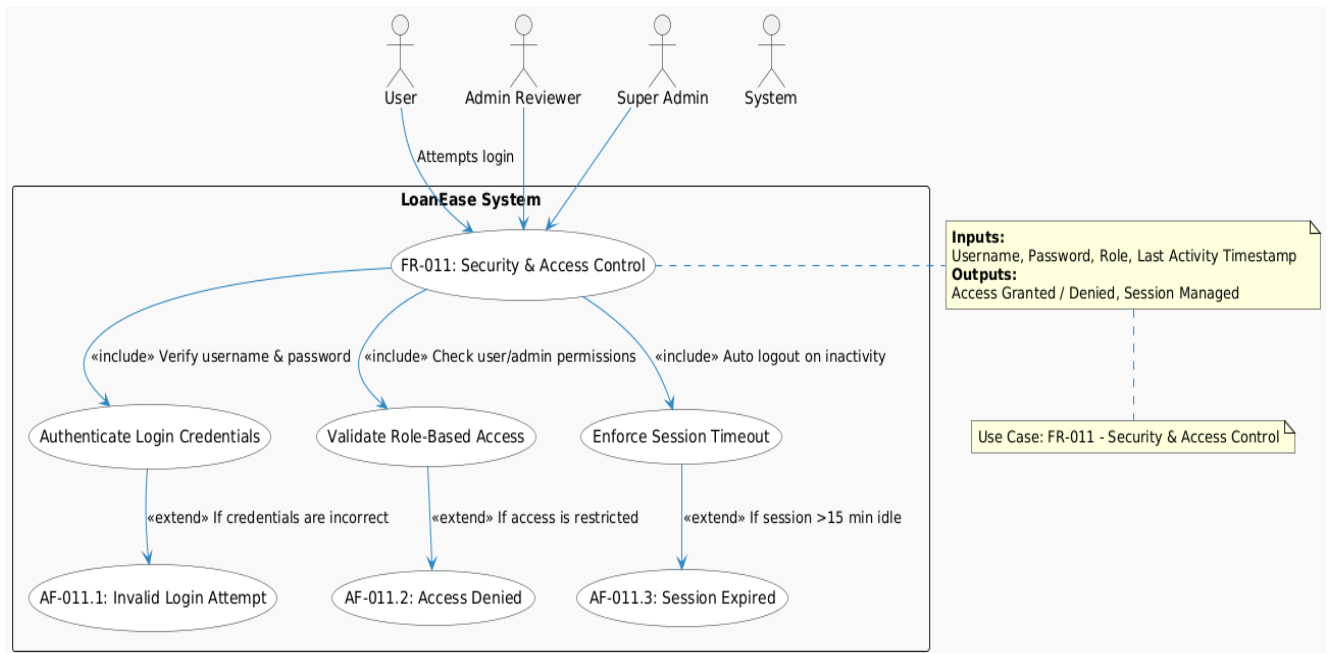 User
Admin Reviewer
Super Admin
System
Attempts login
LoanEase System
FR-011: Security & Access Control
Inputs:
Username, Password, Role, Last Activity Timestamp
Outputs:
Access Granted / Denied, Session Managed
«include» Verify username & password
«include» Check user/admin permissions
«include» Auto logout on inactivity
Authenticate Login Credentials
Validate Role-Based Access
Enforce Session Timeout
Use Case: FR-011 - Security & Access Control
«extend» If credentials are incorrect
«extend» If access is restricted
«extend» If session >15 min idle
AF-011.1: Invalid Login Attempt
AF-011.2: Access Denied
AF-011.3: Session Expired